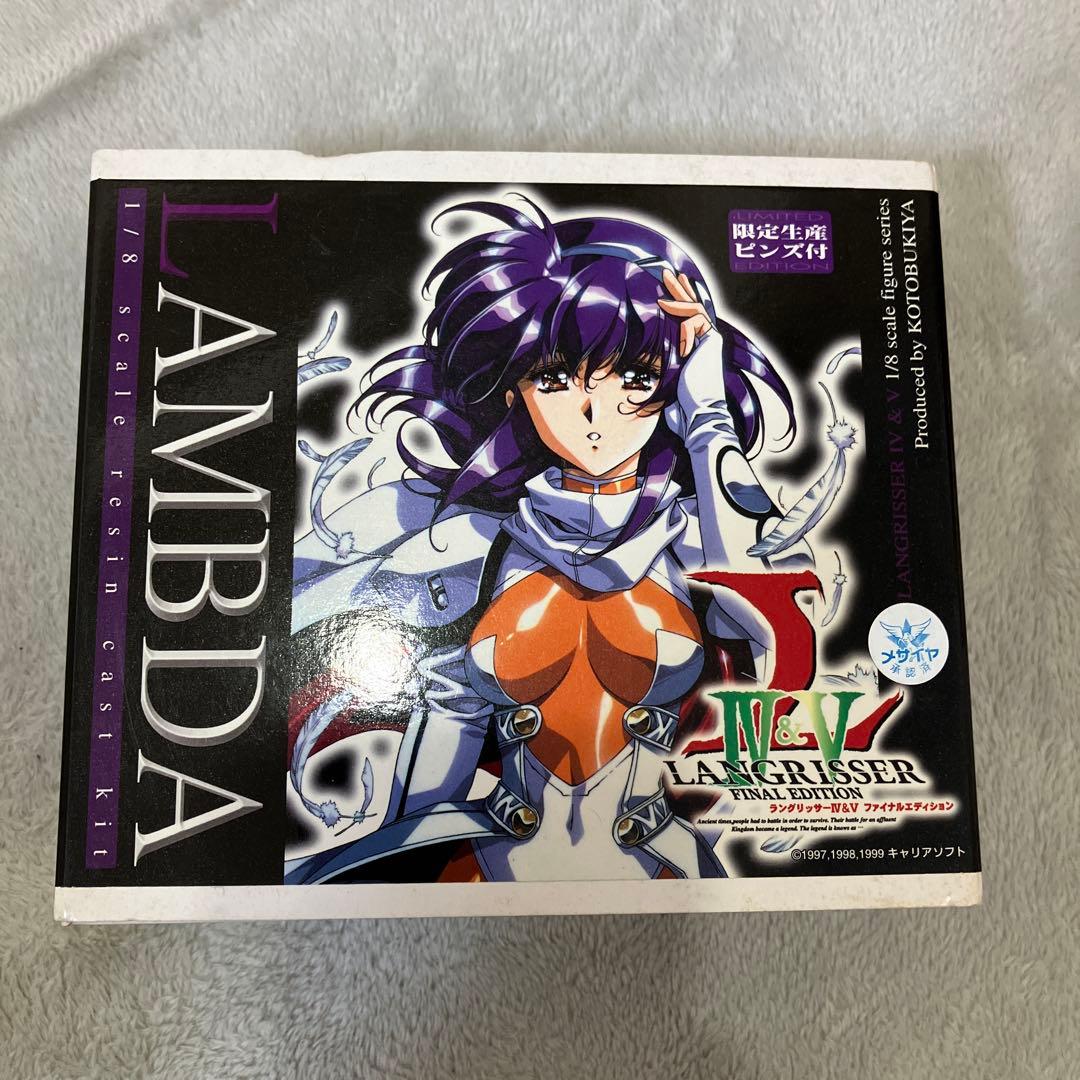 LAMBDA
1/8 scale resin cast kit
LIMITED
限定生産
ピンズ付
EDITION
LANGRISSER IV & V 1/8 scale figure series
Produced by KOTOBUKIYA
メサイヤ
承認済
L
IV&V
LANGRISSER
FINAL EDITION
ラングリッサーIV&V ファイナルエディション
Ancient times,people had to battle in order to survive. Their battle for an affluent
Kingdom became a legend. The legend is known as ...
©1997,1998,1999 キャリアソフト